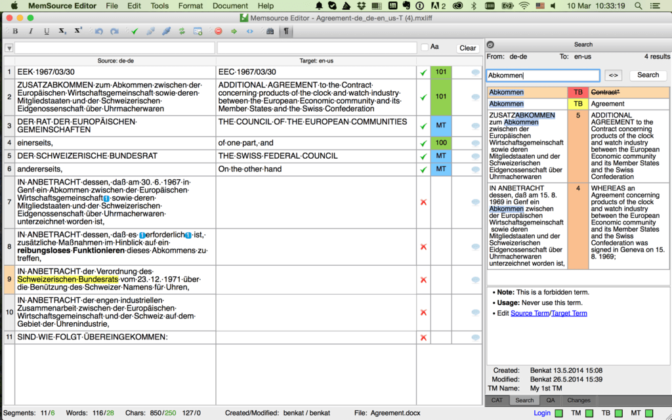 MemSource Editor
10 Mar 10:33:19
MemSource Editor - Agreement-de_de-en_us-T (4).mxliff
B I U X₂ X² Aa
Aa
Clear
Source: de-de Target: en-us
1 EEK·1967/03/30 EEC·1967/03/30 101
2 ZUSATZABKOMMEN·zum·Abkommen·zwischen·der·
Europäischen·Wirtschaftsgemeinschaft·sowie·deren·
Mitgliedstaaten·und·der·Schweizerischen·
Eidgenossenschaft·über·Uhrmacherwaren
ADDITIONAL·AGREEMENT·to·the·Contract·
concerning·products·of·the·clock·and·watch·industry·
between·the·European·Economic·community·and·its·
Member·States·and·the·Swiss·Confederation
101
3 DER·RAT·DER·EUROPÄISCHEN·
GEMEINSCHAFTEN
THE·COUNCIL·OF·THE·EUROPEAN·COMMUNITIES
MT
4 einerseits, of·one·part,·and 100
5 DER·SCHWEIZERISCHE·BUNDESRAT THE·SWISS·FEDERAL·COUNCIL MT
6 andererseits, On·the·other·hand MT
7 IN·ANBETRACHT·dessen,·daß·am·30.·6.·1967·in·
Genf·ein·Abkommen·zwischen·der·Europäischen·
Wirtschaftsgemeinschaft 1 ·sowie·deren·
Mitgliedstaaten·und·der·Schweizerischen·
Eidgenossenschaft·über·Uhrmacherwaren·
unterzeichnet·worden·ist,
8 IN·ANBETRACHT·dessen,·daß·es· 1 erforderlich 1 ·ist,·
zusätzliche·Maßnahmen·im·Hinblick·auf·ein·
reibungsloses·Funktionieren·dieses·Abkommens·zu·
treffen,
9 IN·ANBETRACHT·der·Verordnung·des·
Schweizerischen·Bundesrats·vom·23.·12.·1971·über·
die·Benützung·des·Schweizer·Namens·für·Uhren,
10 IN·ANBETRACHT·der·engen·industriellen·
Zusammenarbeit·zwischen·der·Europäischen·
Wirtschaftsgemeinschaft·und·der·Schweiz·auf·dem·
Gebiet·der·Uhrenindustrie,
11 SIND·WIE·FOLGT·ÜBEREINGEKOMMEN:
Search
From: de-de To: en-us 4 results
Abkommen <-> Search
Abkommen TB Contract*
Abkommen TB Agreement
ZUSATZABKOMMEN
zum Abkommen
zwischen der
Europäischen
Wirtschaftsgemeinschaft
sowie deren
Mitgliedstaaten und der
Schweizerischen
Eidgenossenschaft über
Uhrmacherwaren
5
ADDITIONAL
AGREEMENT to the
Contract concerning
products of the clock
and watch industry
between the European
Economic community
and its Member States
and the Swiss
Confederation
IN ANBETRACHT
dessen, daß am 15. 8.
1969 in Genf ein
Abkommen zwischen
der Europäischen
Wirtschaftsgemeinschaft
sowie deren
Mitgliedstaaten und der
Schweizerischen
Eidgenossenschaft über
Uhrmacherwaren
unterzeichnet worden ist,
4
WHEREAS an
Agreement concerning
products of the clock
and watch industry
between the European
Economic community
and its Member States
and the Swiss
Confederation was
signed in Geneva on 15.
8. 1969;
• Note: This is a forbidden term.
• Usage: Never use this term.
• Edit Source Term/Target Term
Created Benkat 13.5.2014 15:08
Modified Benkat 26.5.2014 15:39
TM Name My 1st TM
CAT Search QA Changes
Segments: 11/6 Words: 116/28 Chars: 850/250 127/0 Created/Modified: benkat / benkat File: Agreement.docx Login TM TB MT